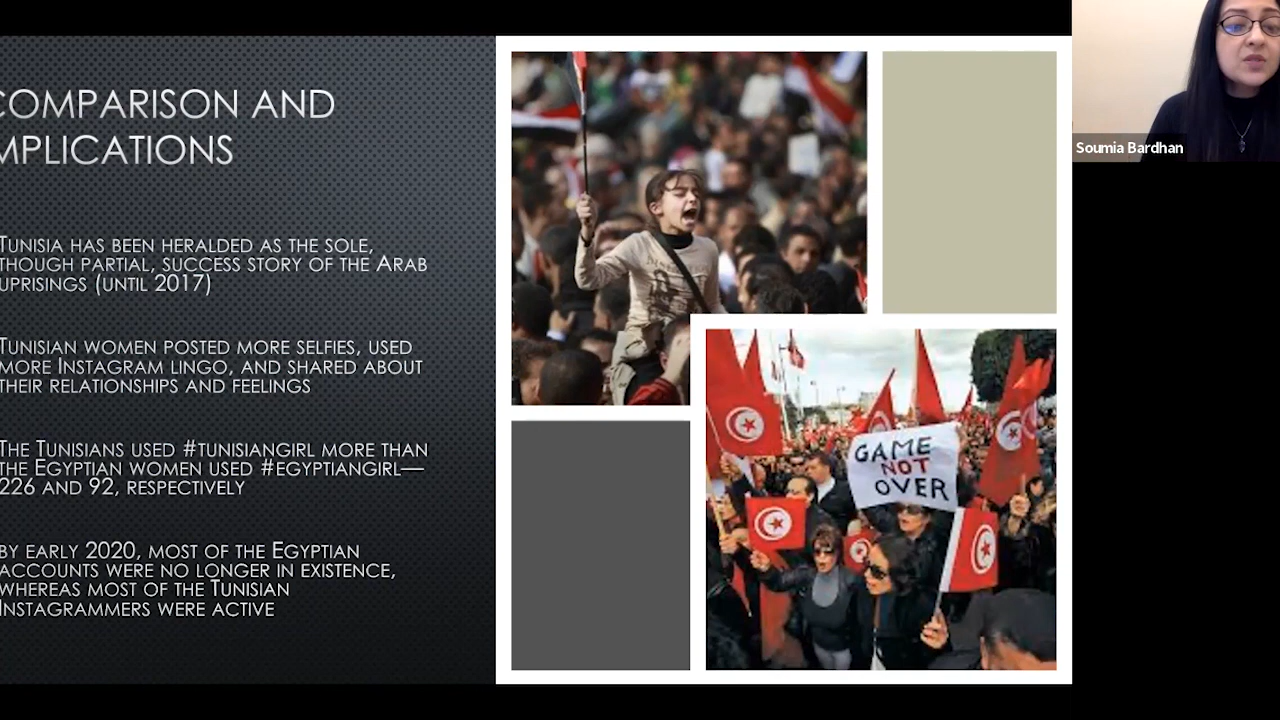 COMPARISON AND
MPLICATIONS
TUNISIA HAS BEEN HERALDED AS THE SOLE,
THOUGH PARTIAL, SUCCESS STORY OF THE ARAB
UPRISINGS (UNTIL 2017)
TUNISIAN WOMEN POSTED MORE SELFIES, USED
MORE INSTAGRAM LINGO, AND SHARED ABOUT
THEIR RELATIONSHIPS AND FEELINGS
THE TUNISIANS USED #TUNISIANGIRL MORE THAN
THE EGYPTIAN WOMEN USED #EGYPTIANGIRL—
226 AND 92, RESPECTIVELY
BY EARLY 2020, MOST OF THE EGYPTIAN
ACCOUNTS WERE NO LONGER IN EXISTENCE,
WHEREAS MOST OF THE TUNISIAN
INSTAGRAMMERS WERE ACTIVE
GAME
NOT
OVER
Soumia Bardhan